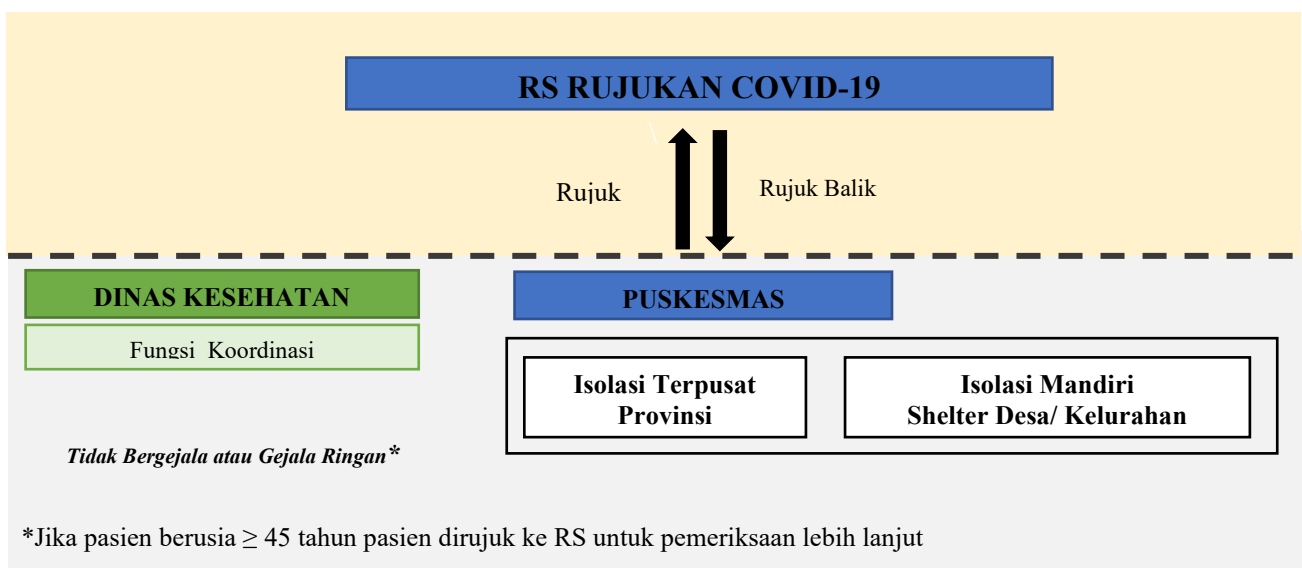 RS RUJUKAN COVID-19
Rujuk
Rujuk Balik
DINAS KESEHATAN
Fungsi Koordinasi
PUSKESMAS
Isolasi Terpusat
Provinsi
Isolasi Mandiri
Shelter Desa/ Kelurahan
Tidak Bergejala atau Gejala Ringan*
*Jika pasien berusia ≥ 45 tahun pasien dirujuk ke RS untuk pemeriksaan lebih lanjut